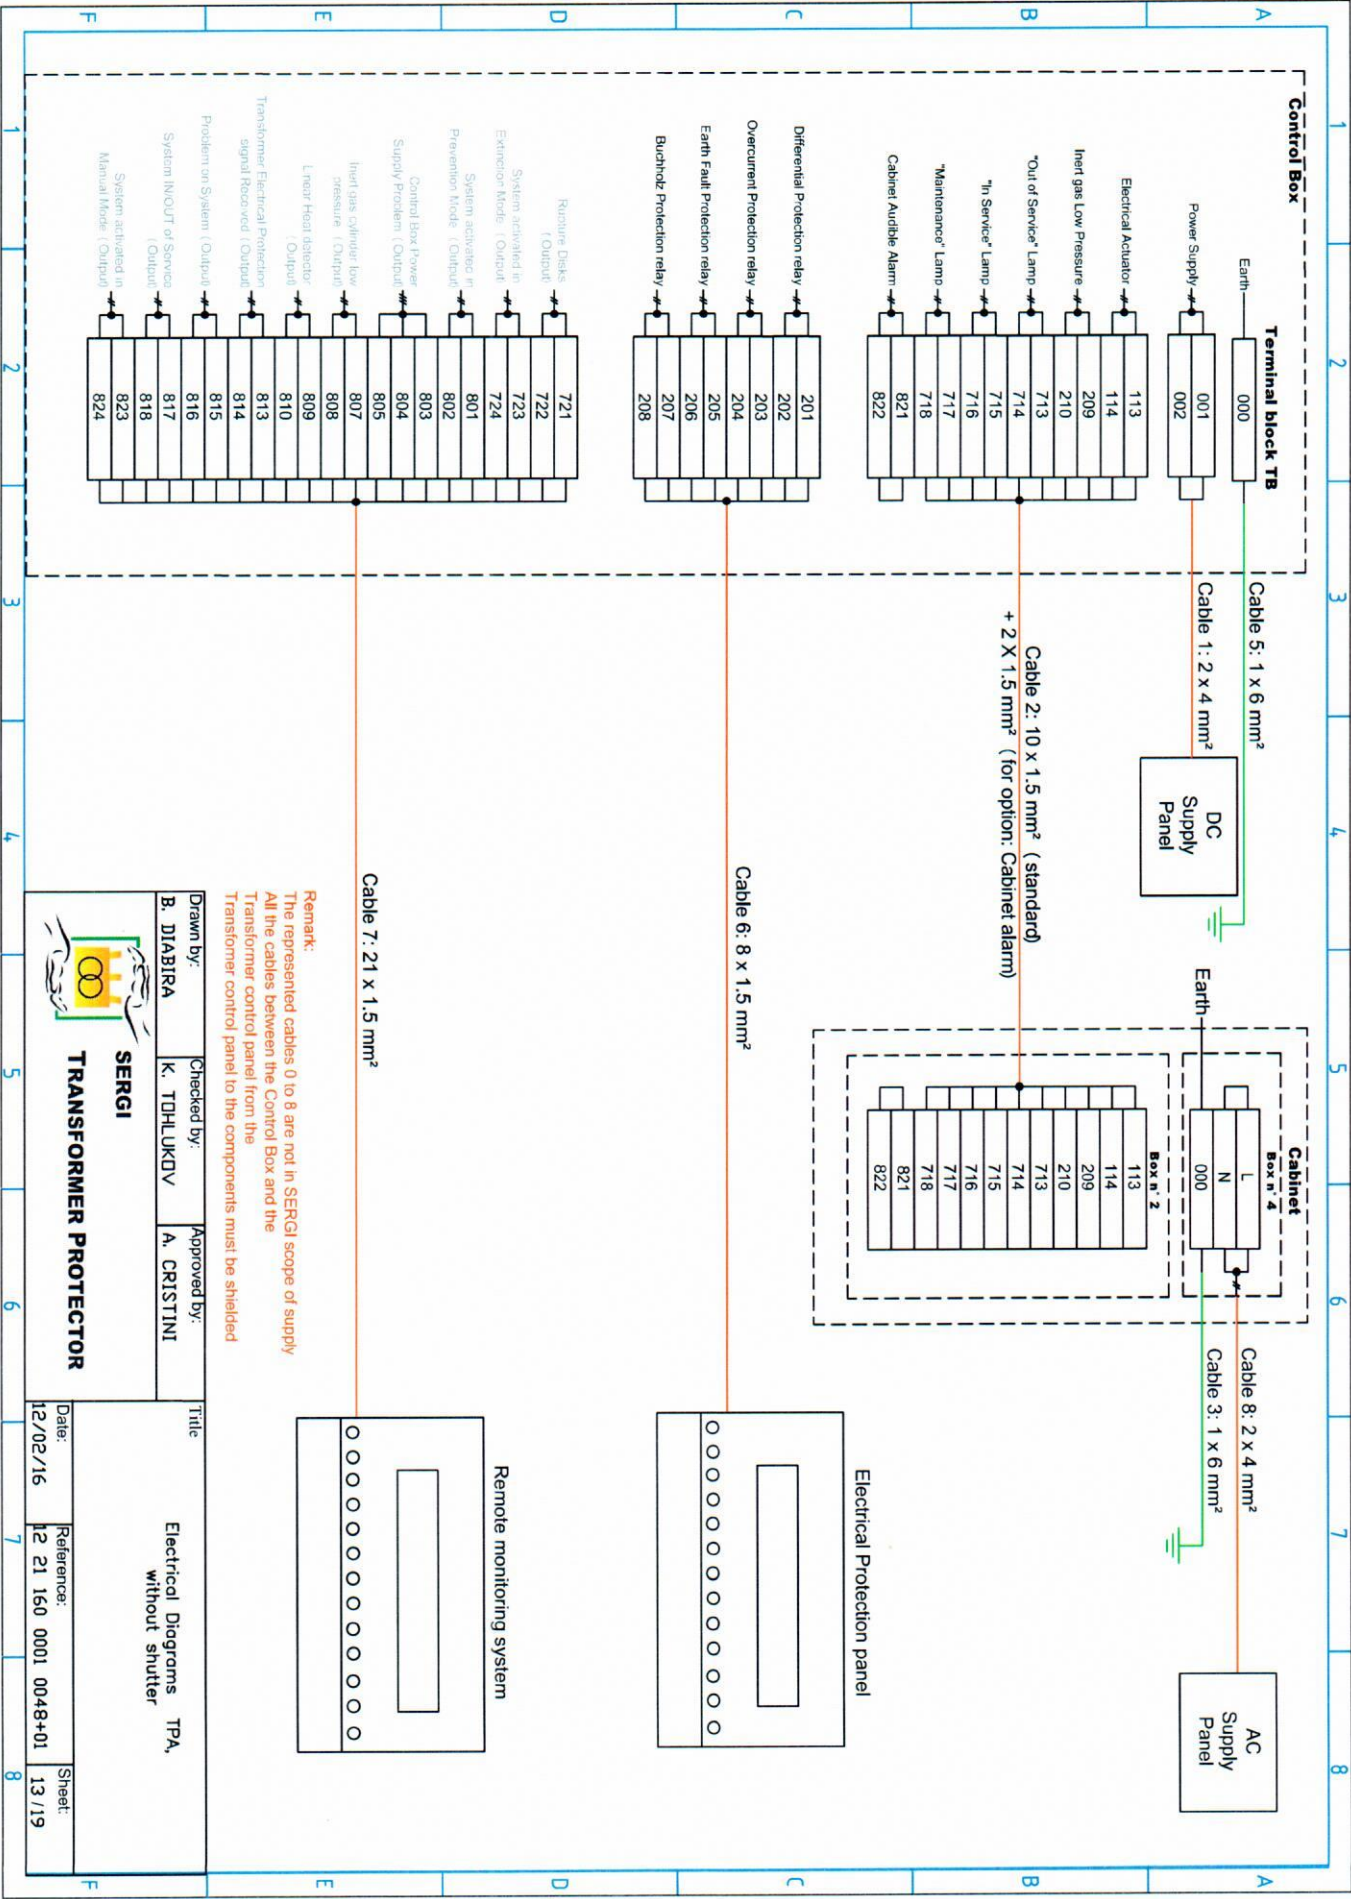 1
2
3
4
5
6
7
8
A
B
C
D
E
F
Control Box
Terminal block TB
Earth
000
Power Supply
001
002
Electrical Actuator
Inert gas Low Pressure
"Out of Service" Lamp
"In Service" Lamp
"Maintenance" Lamp
Cabinet Audible Alarm
113
114
209
210
713
714
715
716
717
718
821
822
Differential Protection relay
Overcurrent Protection relay
Earth Fault Protection relay
Buchholz Protection relay
201
202
203
204
205
206
207
208
Rupture Disks
(Output)
System activated in
Extinction Mode (Output)
System activated in
Prevention Mode (Output)
Control Box Power
Supply Problem (Output)
Inert gas cylinder low
pressure (Output)
Linear Heat detector
(Output)
Transformer Electrical Protection
signal Received (Output)
Problem on System (Output)
System IN/OUT of Service
(Output)
System activated in
Manual Mode (Output)
721
722
723
724
801
802
803
804
805
807
808
809
810
813
814
815
816
817
818
823
824
Cable 5: 1 x 6 mm²
Cable 1: 2 x 4 mm²
DC
Supply
Panel
Cable 2: 10 x 1.5 mm² (standard)
+ 2 X 1.5 mm² (for option: Cabinet alarm)
Cable 6: 8 x 1.5 mm²
Cable 7: 21 x 1.5 mm²
Cabinet
Box n° 4
Earth
L
N
000
Box n° 2
113
114
209
210
713
714
715
716
717
718
821
822
Cable 8: 2 x 4 mm²
Cable 3: 1 x 6 mm²
AC
Supply
Panel
Electrical Protection panel
Remote monitoring system
Remark:
The represented cables 0 to 8 are not in SERGI scope of supply
All the cables between the Control Box and the
Transformer control panel from the
Transfomer control panel to the components must be shielded
Drawn by:
B. DIABIRA
Checked by:
K. TOHLUKOV
Approved by:
A. CRISTINI
SERGI
TRANSFORMER PROTECTOR
Title
Electrical Diagrams TPA,
without shutter
Date:
12/02/16
Reference:
12 21 160 0001 0048+01
Sheet:
13/19
1
2
3
4
5
6
7
8
A
B
C
D
E
F